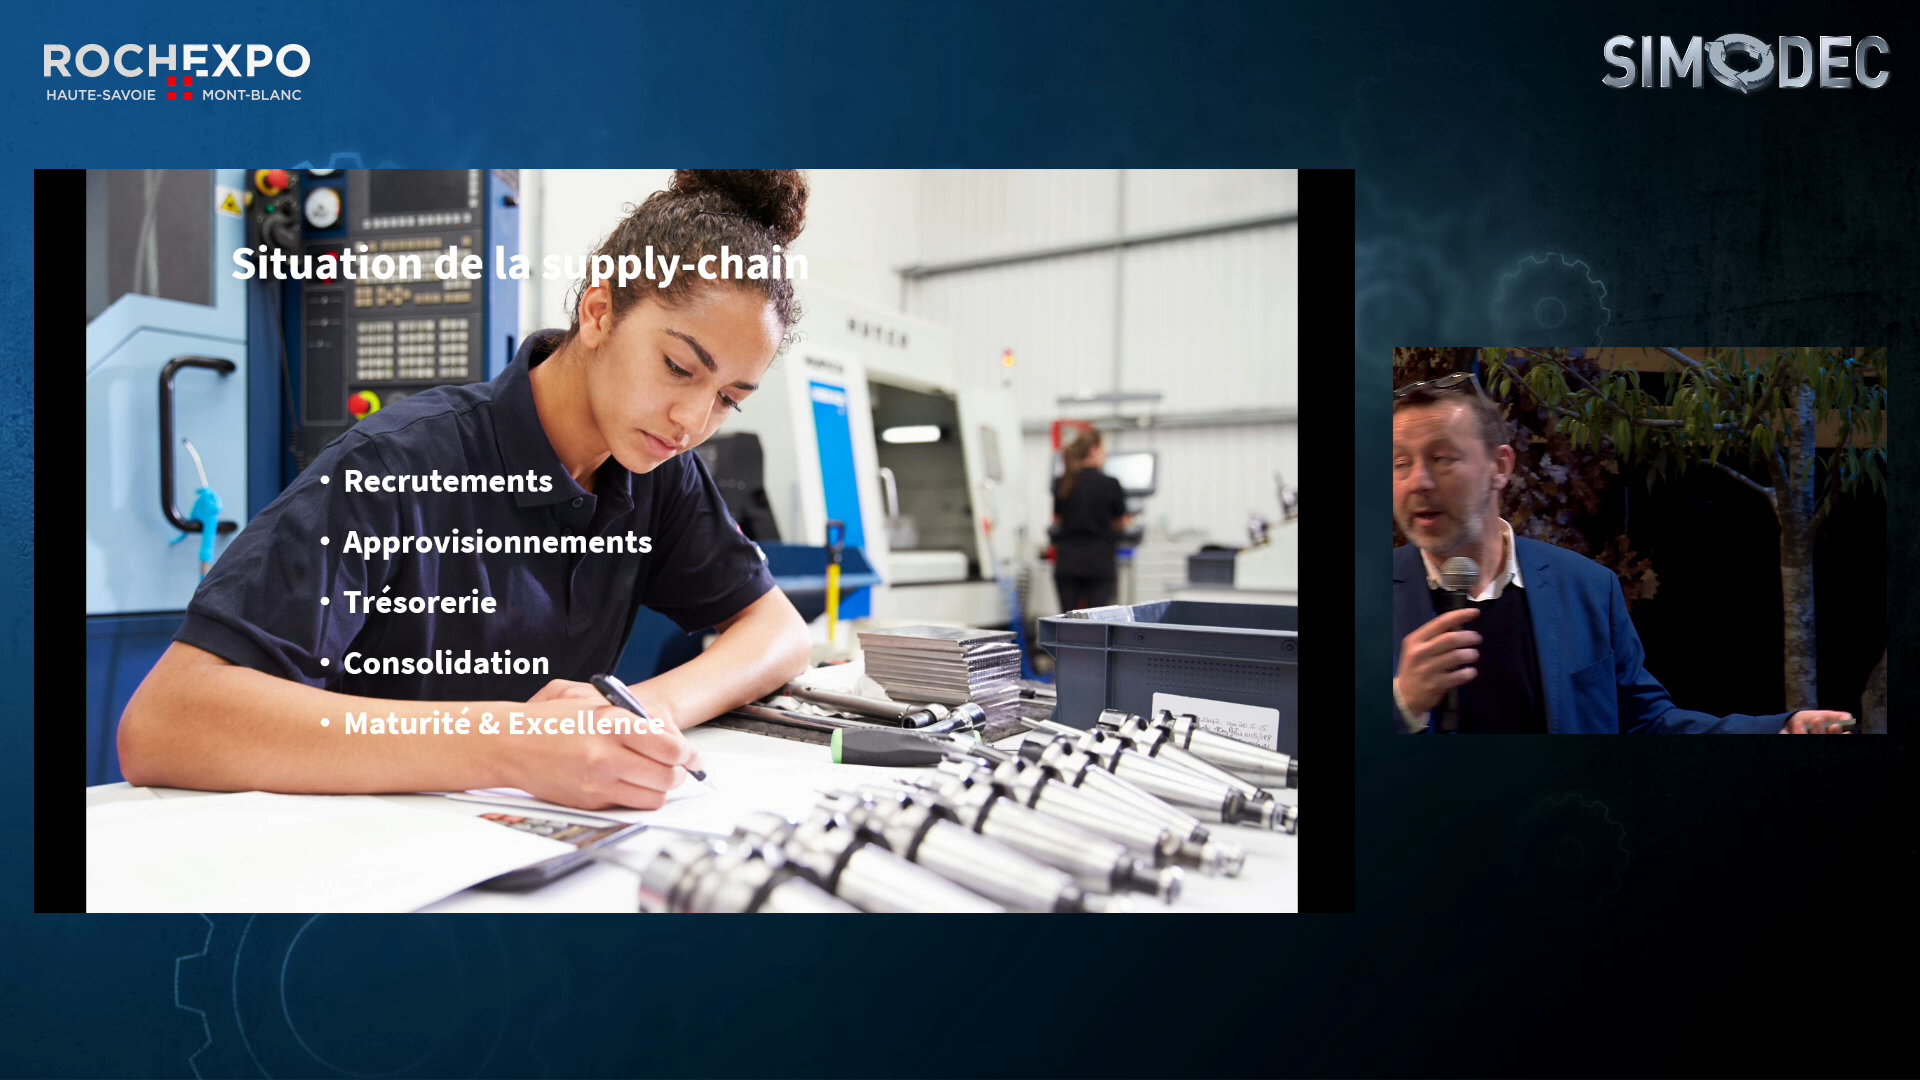 ROCHEXPO
HAUTE-SAVOIE MONT-BLANC
SIMODEC
Situation de la supply-chain
• Recrutements
• Approvisionnements
• Trésorerie
• Consolidation
• Maturité & Excellence